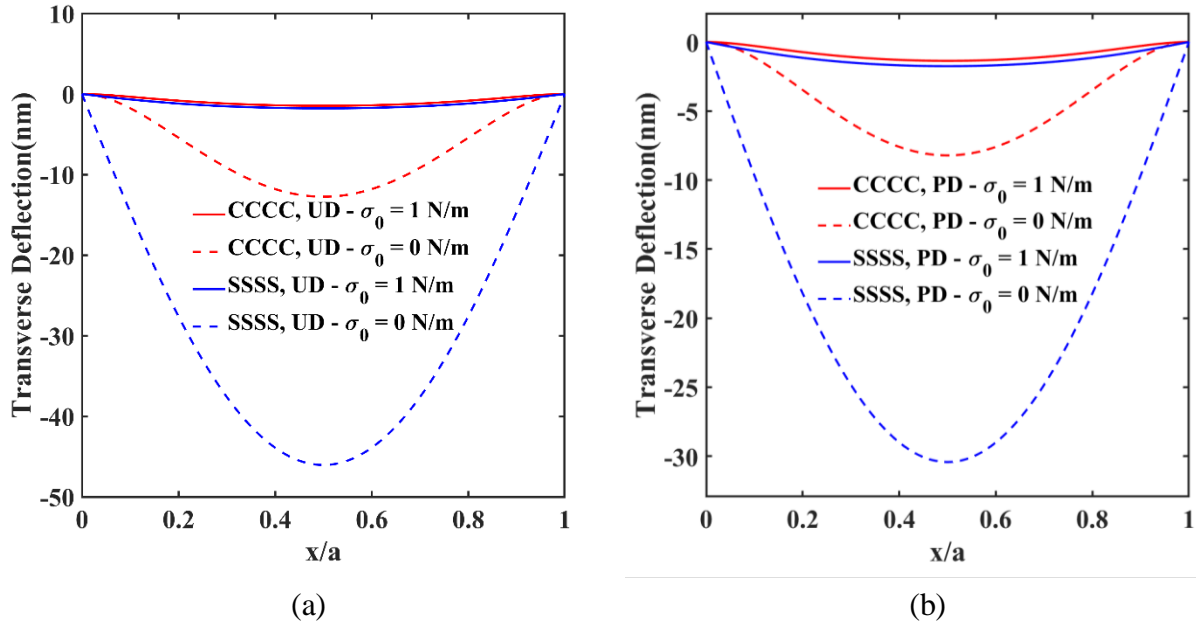 10
0
-10
-20
-30
-40
-50
Transverse Deflection(nm)
CCCC, UD - σ0 = 1 N/m
CCCC, UD - σ0 = 0 N/m
SSSS, UD - σ0 = 1 N/m
SSSS, UD - σ0 = 0 N/m
0 0.2 0.4 0.6 0.8 1
x/a
(a)
0
-5
-10
-15
-20
-25
-30
Transverse Deflection(nm)
CCCC, PD - σ0 = 1 N/m
CCCC, PD - σ0 = 0 N/m
SSSS, PD - σ0 = 1 N/m
SSSS, PD - σ0 = 0 N/m
0 0.2 0.4 0.6 0.8 1
x/a
(b)